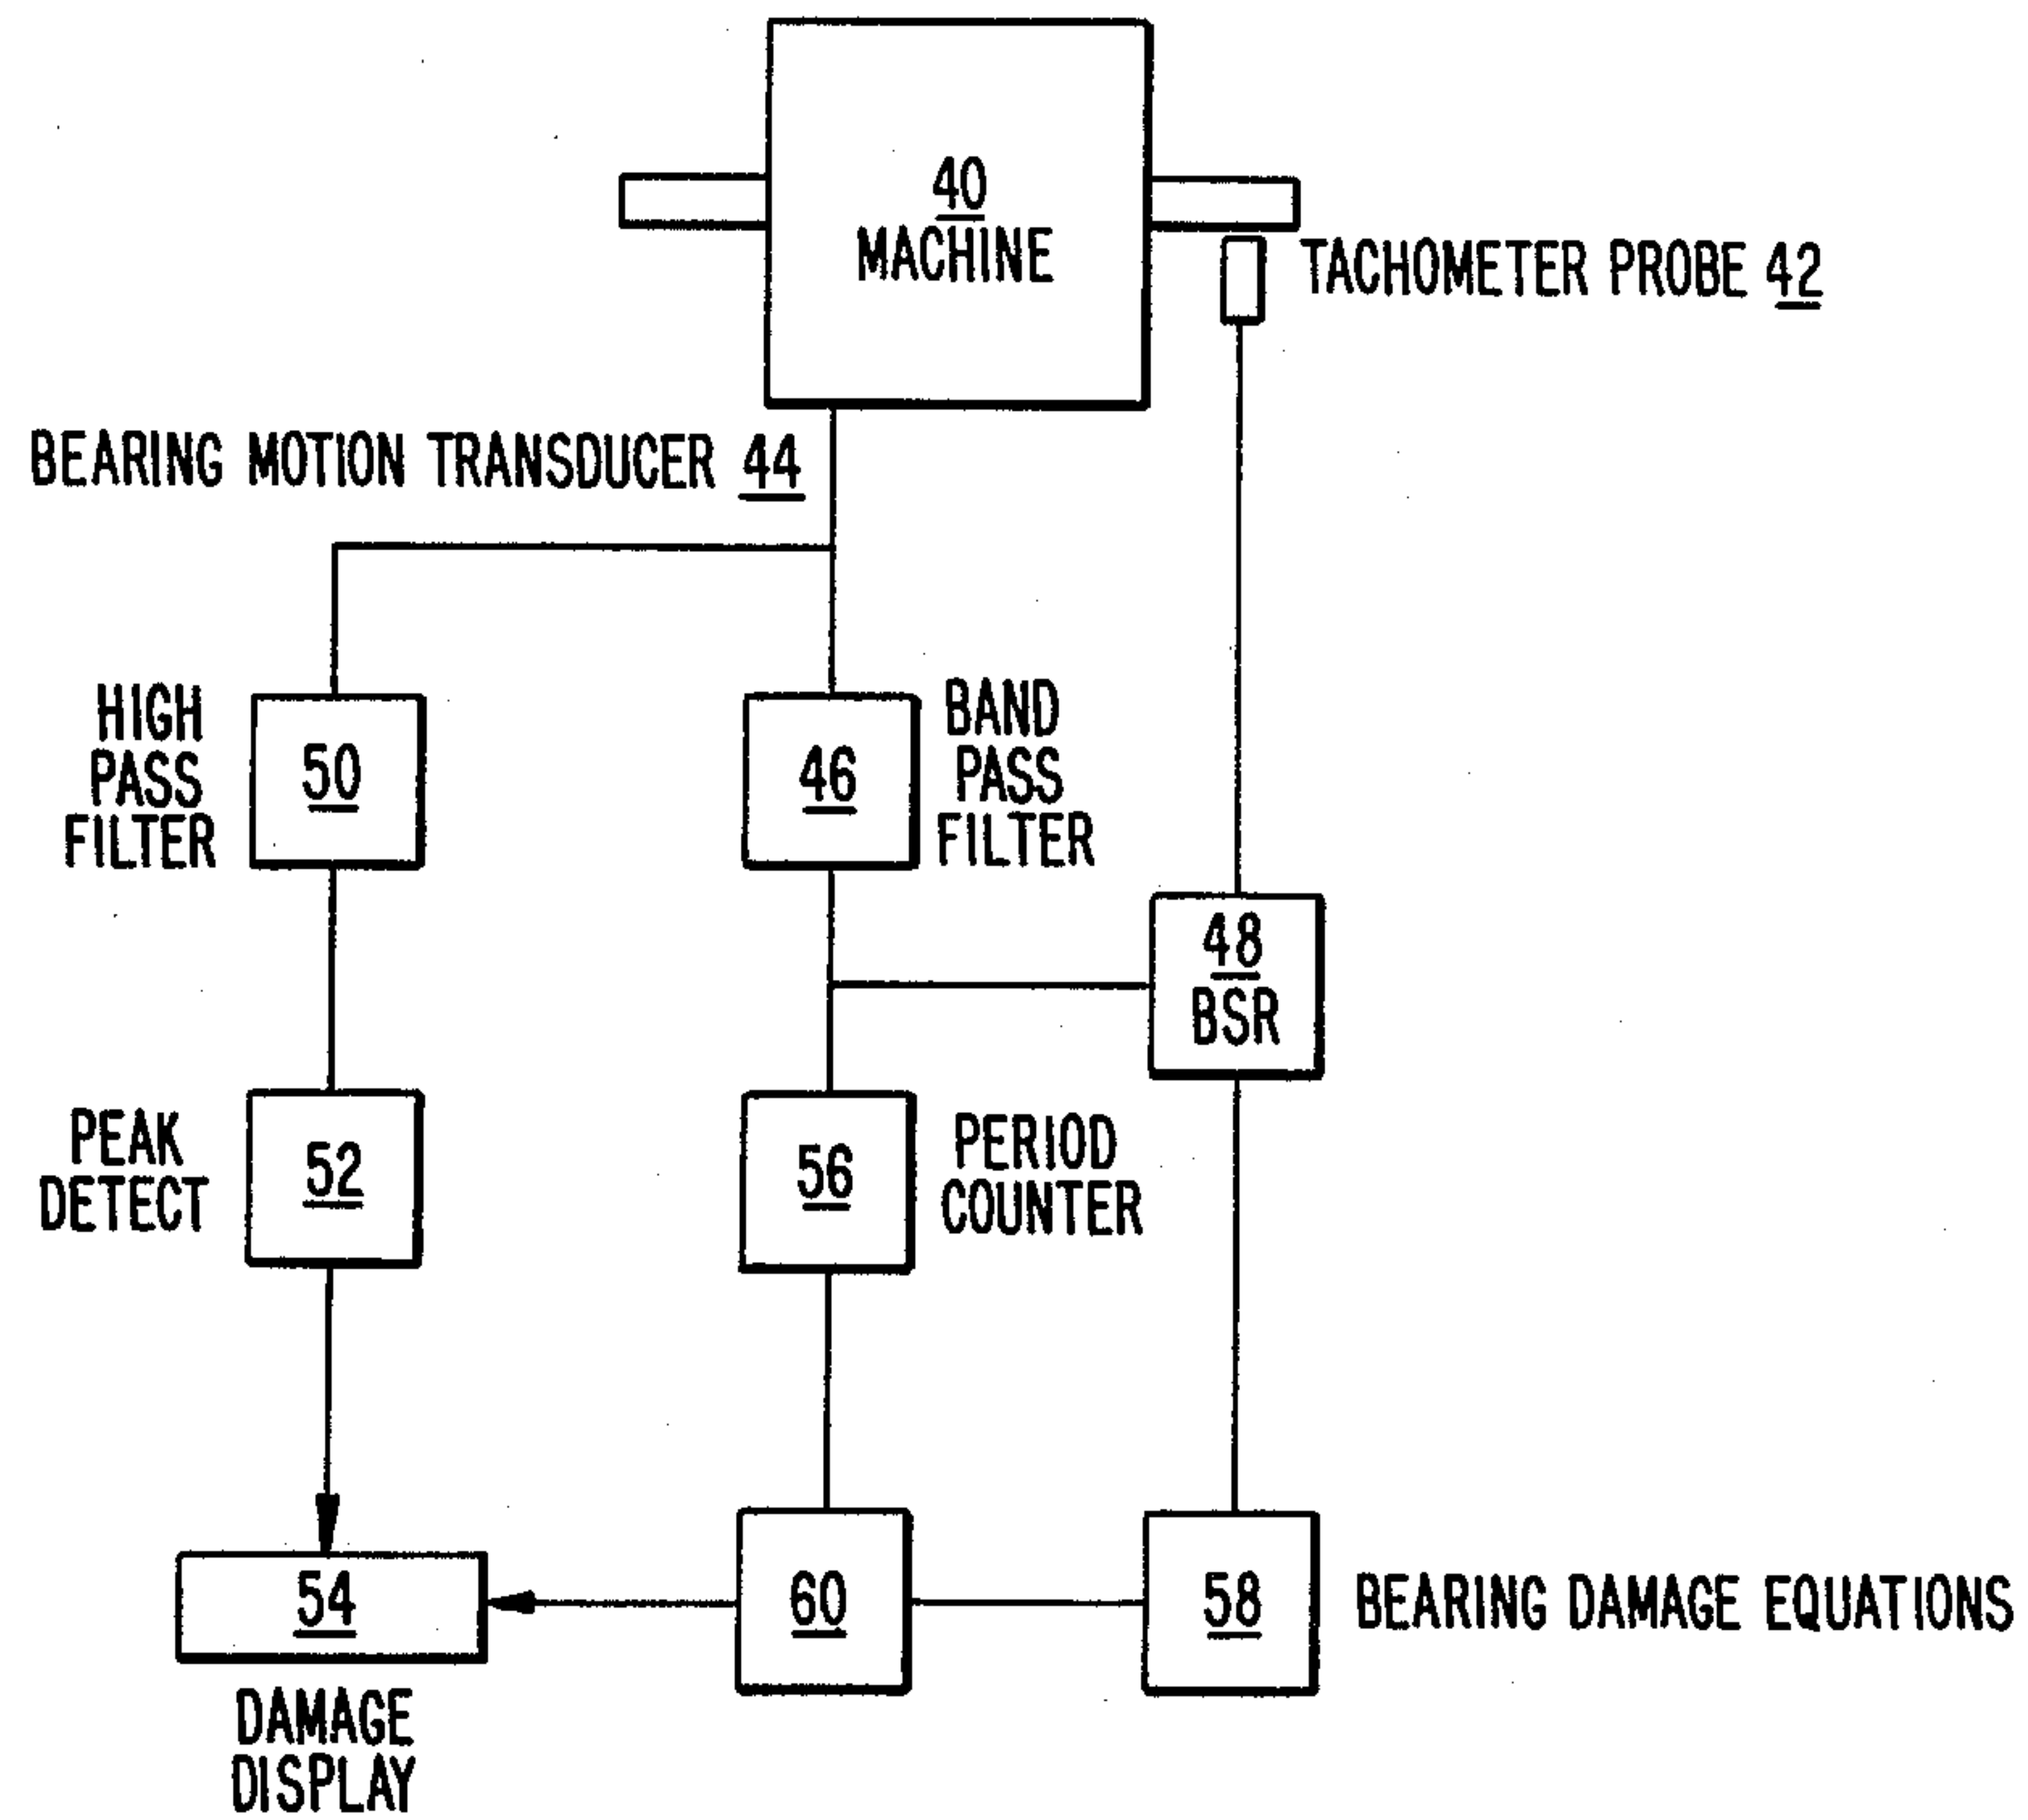 40
MACHINE
TACHOMETER PROBE 42
BEARING MOTION TRANSDUCER 44
HIGH
PASS
FILTER
50
46
BAND
PASS
FILTER
48
BSR
PEAK
DETECT
52
56
PERIOD
COUNTER
54
60
58
BEARING DAMAGE EQUATIONS
DAMAGE
DISPLAY